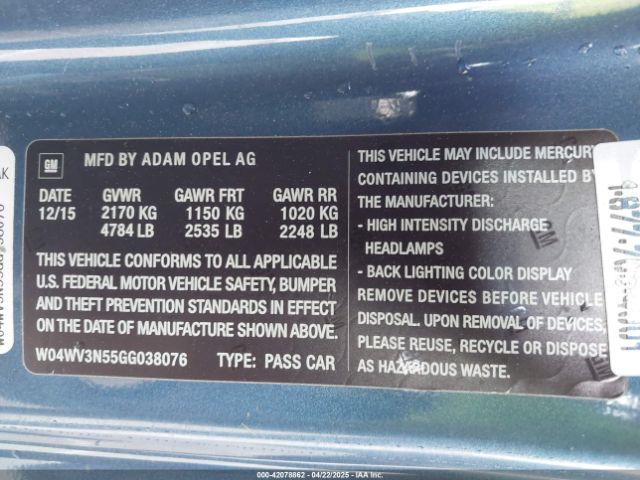 GM MFD BY ADAM OPEL AG
DATE GVWR GAWR FRT GAWR RR
12/15 2170 KG 1150 KG 1020 KG
4784 LB 2535 LB 2248 LB
THIS VEHICLE CONFORMS TO ALL APPLICABLE
U.S. FEDERAL MOTOR VEHICLE SAFETY, BUMPER
AND THEFT PREVENTION STANDARDS IN EFFECT
ON THE DATE OF MANUFACTURE SHOWN ABOVE.
W04WV3N55GG038076 TYPE: PASS CAR
THIS VEHICLE MAY INCLUDE MERCURY
CONTAINING DEVICES INSTALLED BY
THE MANUFACTURER:
- HIGH INTENSITY DISCHARGE
HEADLAMPS
- BACK LIGHTING COLOR DISPLAY
REMOVE DEVICES BEFORE VEHICLE
DISPOSAL. UPON REMOVAL OF DEVICES,
PLEASE REUSE, RECYCLE OR DISPOSE
AS HAZARDOUS WASTE.
000-42078862 - 04/22/2025 - IAA, Inc.